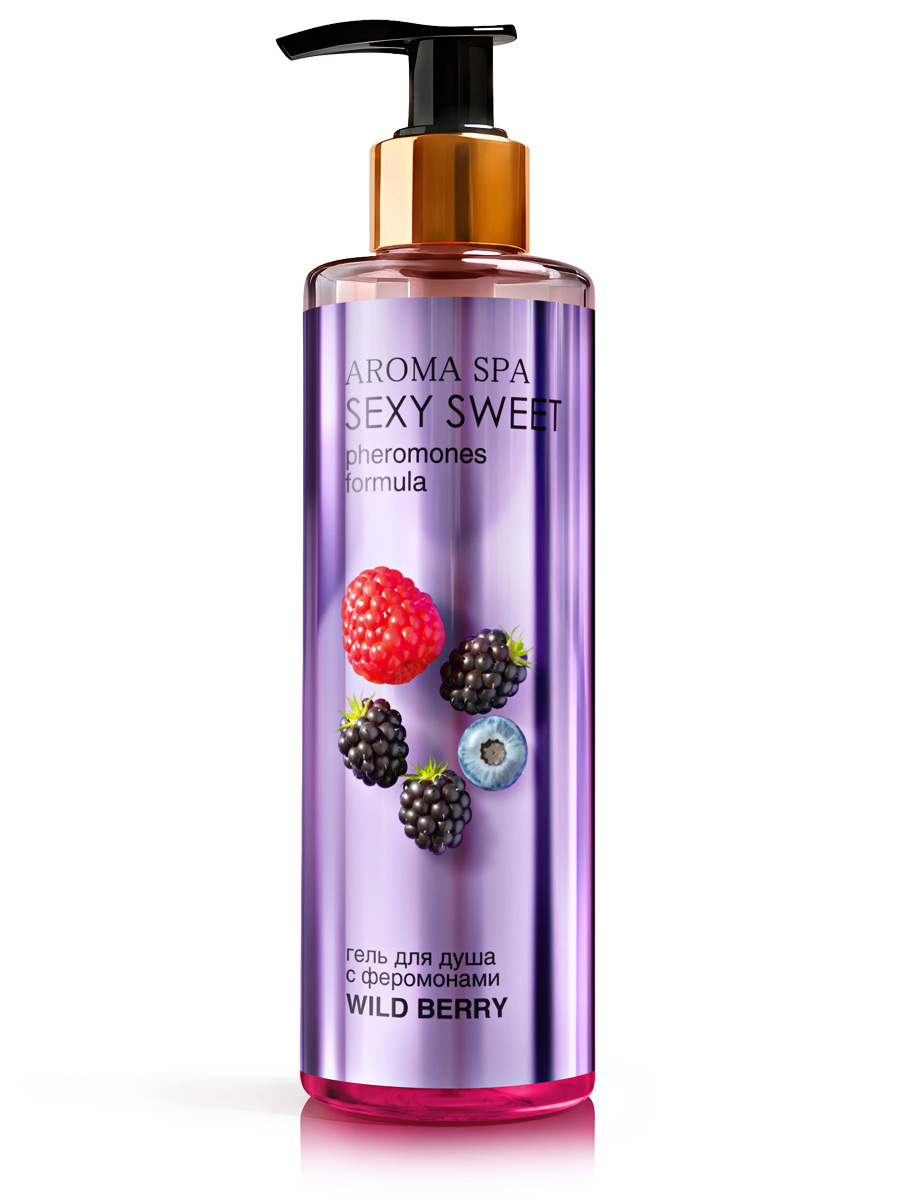 AROMA SPA
SEXY SWEET
pheromones
formula
гель для душа
с феромонами
WILD BERRY